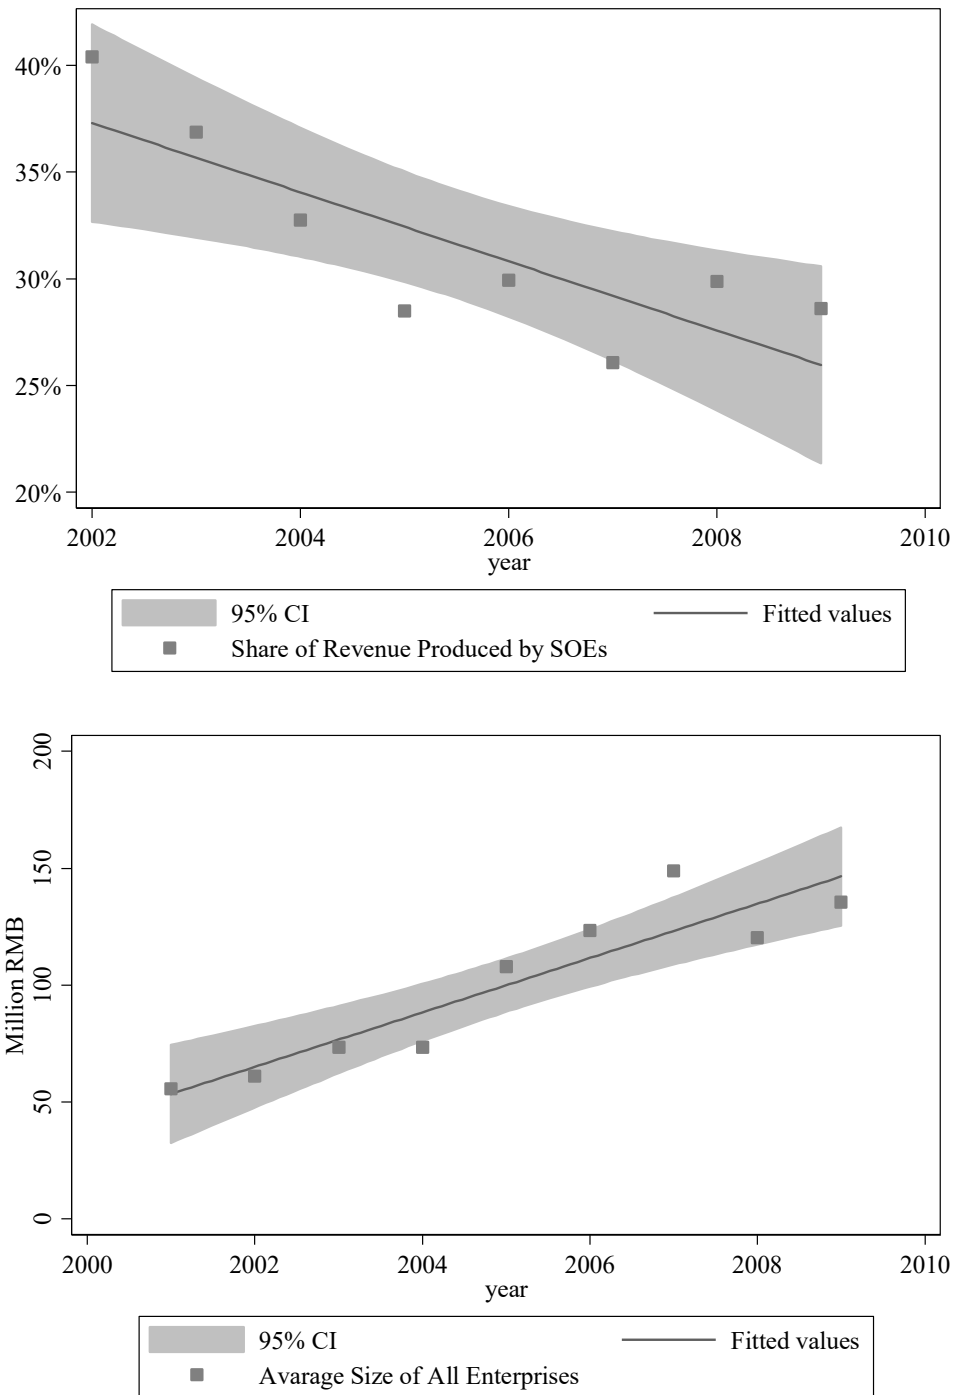 40%
35%
30%
25%
20%
2002 2004 2006 2008 2010
year
95% CI Fitted values
Share of Revenue Produced by SOEs
200
150
100
50
0
Million RMB
2000 2002 2004 2006 2008 2010
year
95% CI Fitted values
Avarage Size of All Enterprises